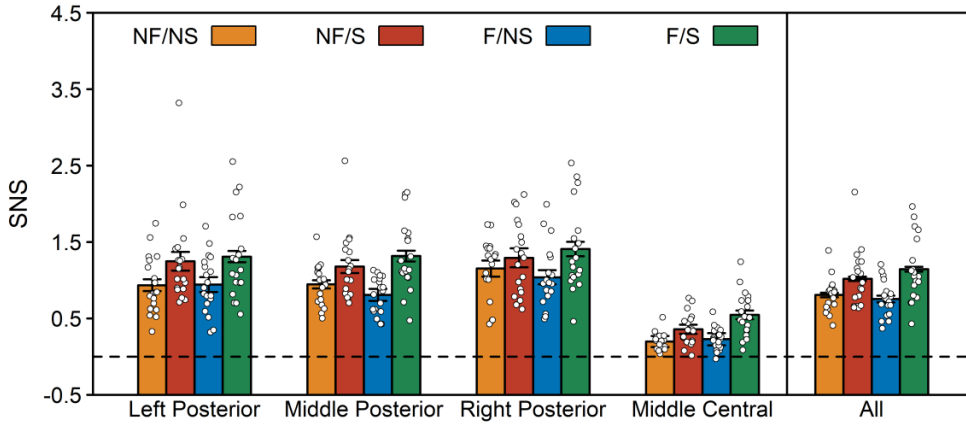 4.5
NF/NS NF/S F/NS F/S
3.5
2.5
SNS
1.5
0.5
-0.5
Left Posterior Middle Posterior Right Posterior Middle Central All